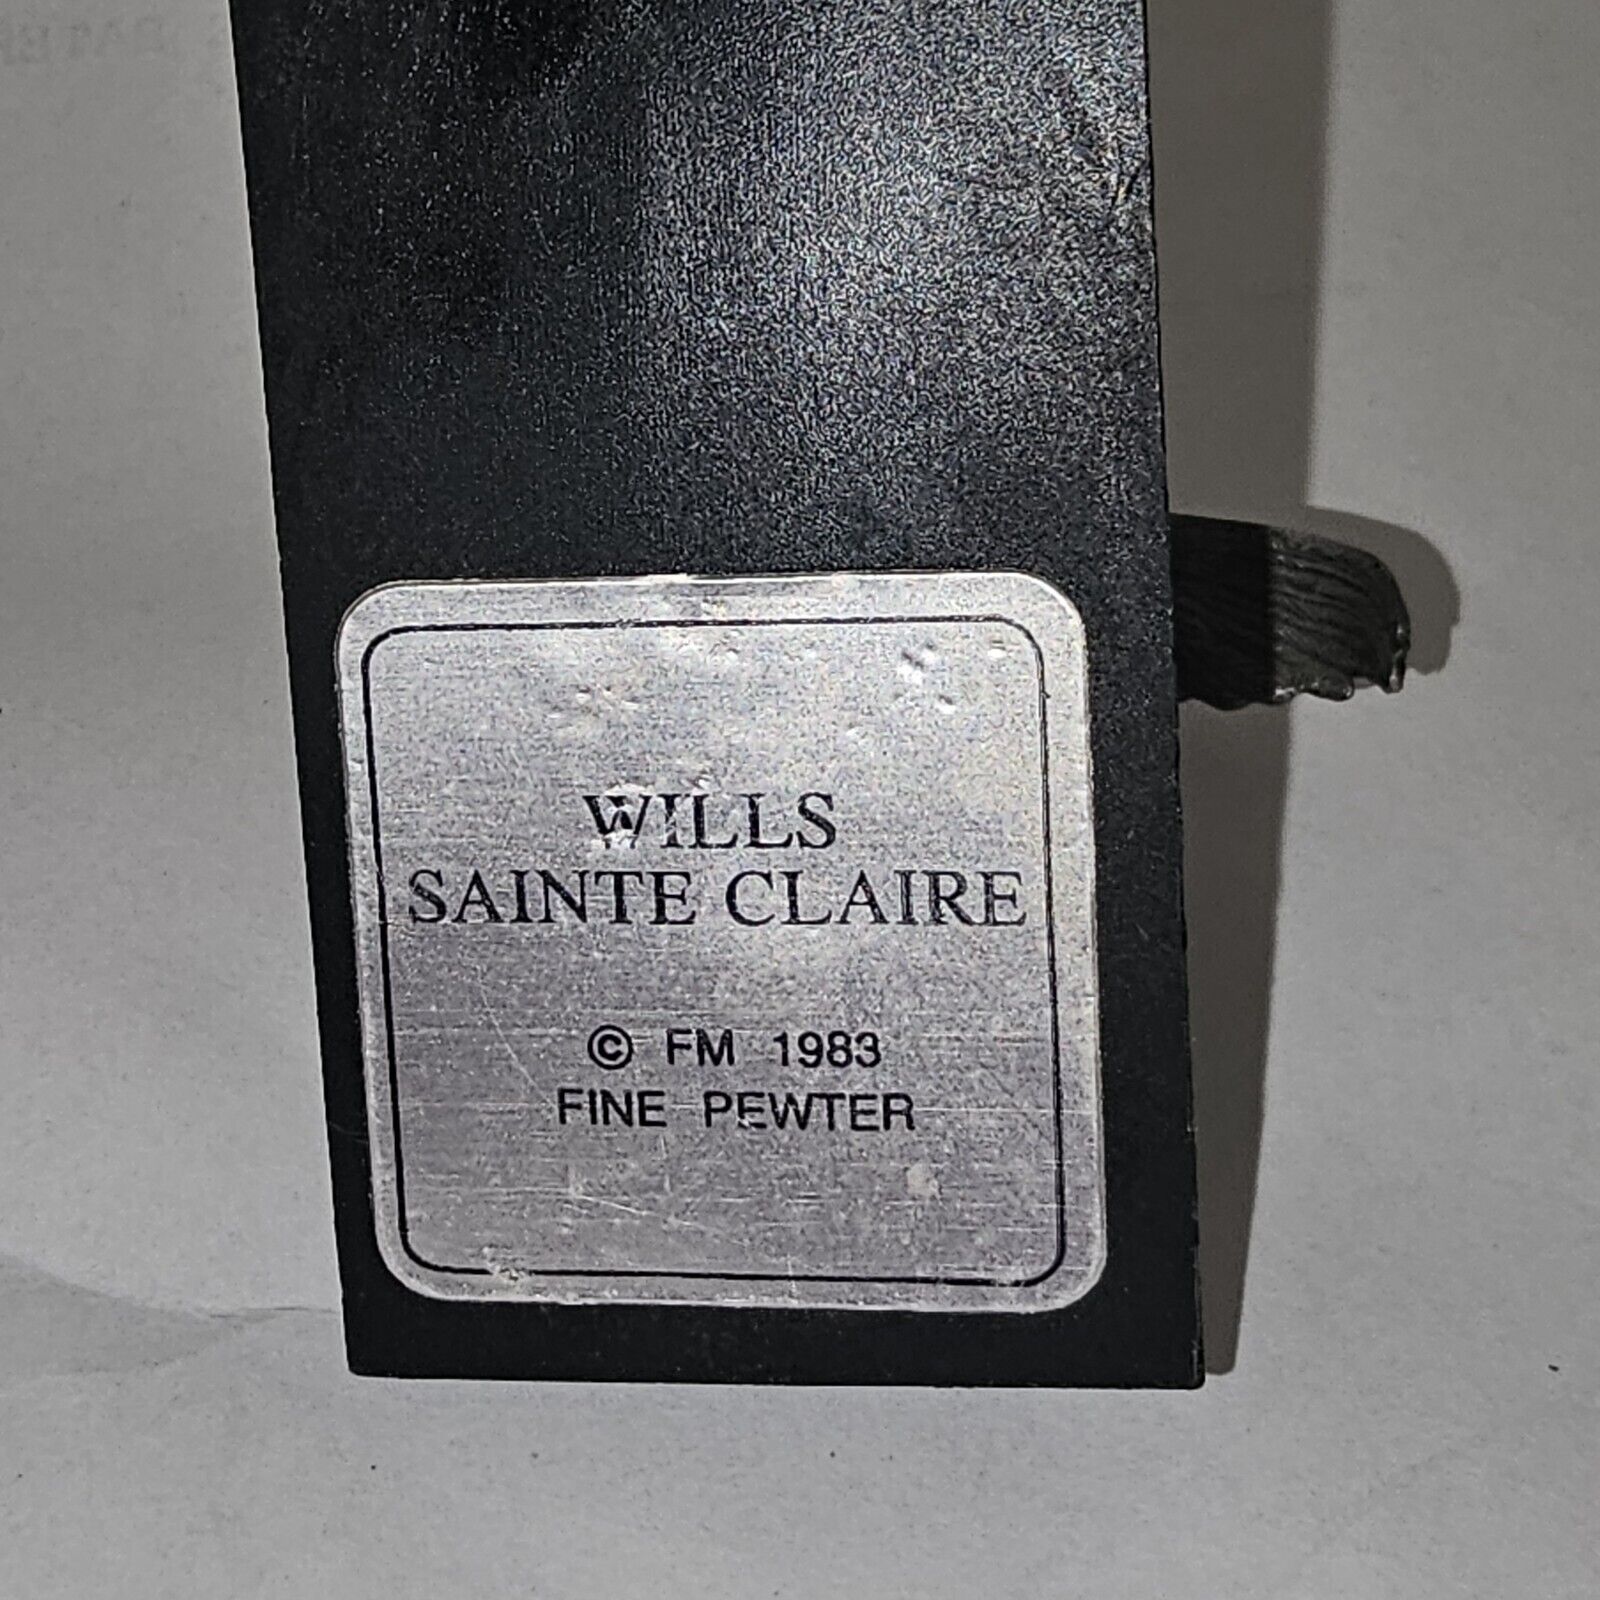 WILLS
SAINTE CLAIRE
© FM 1983
FINE PEWTER